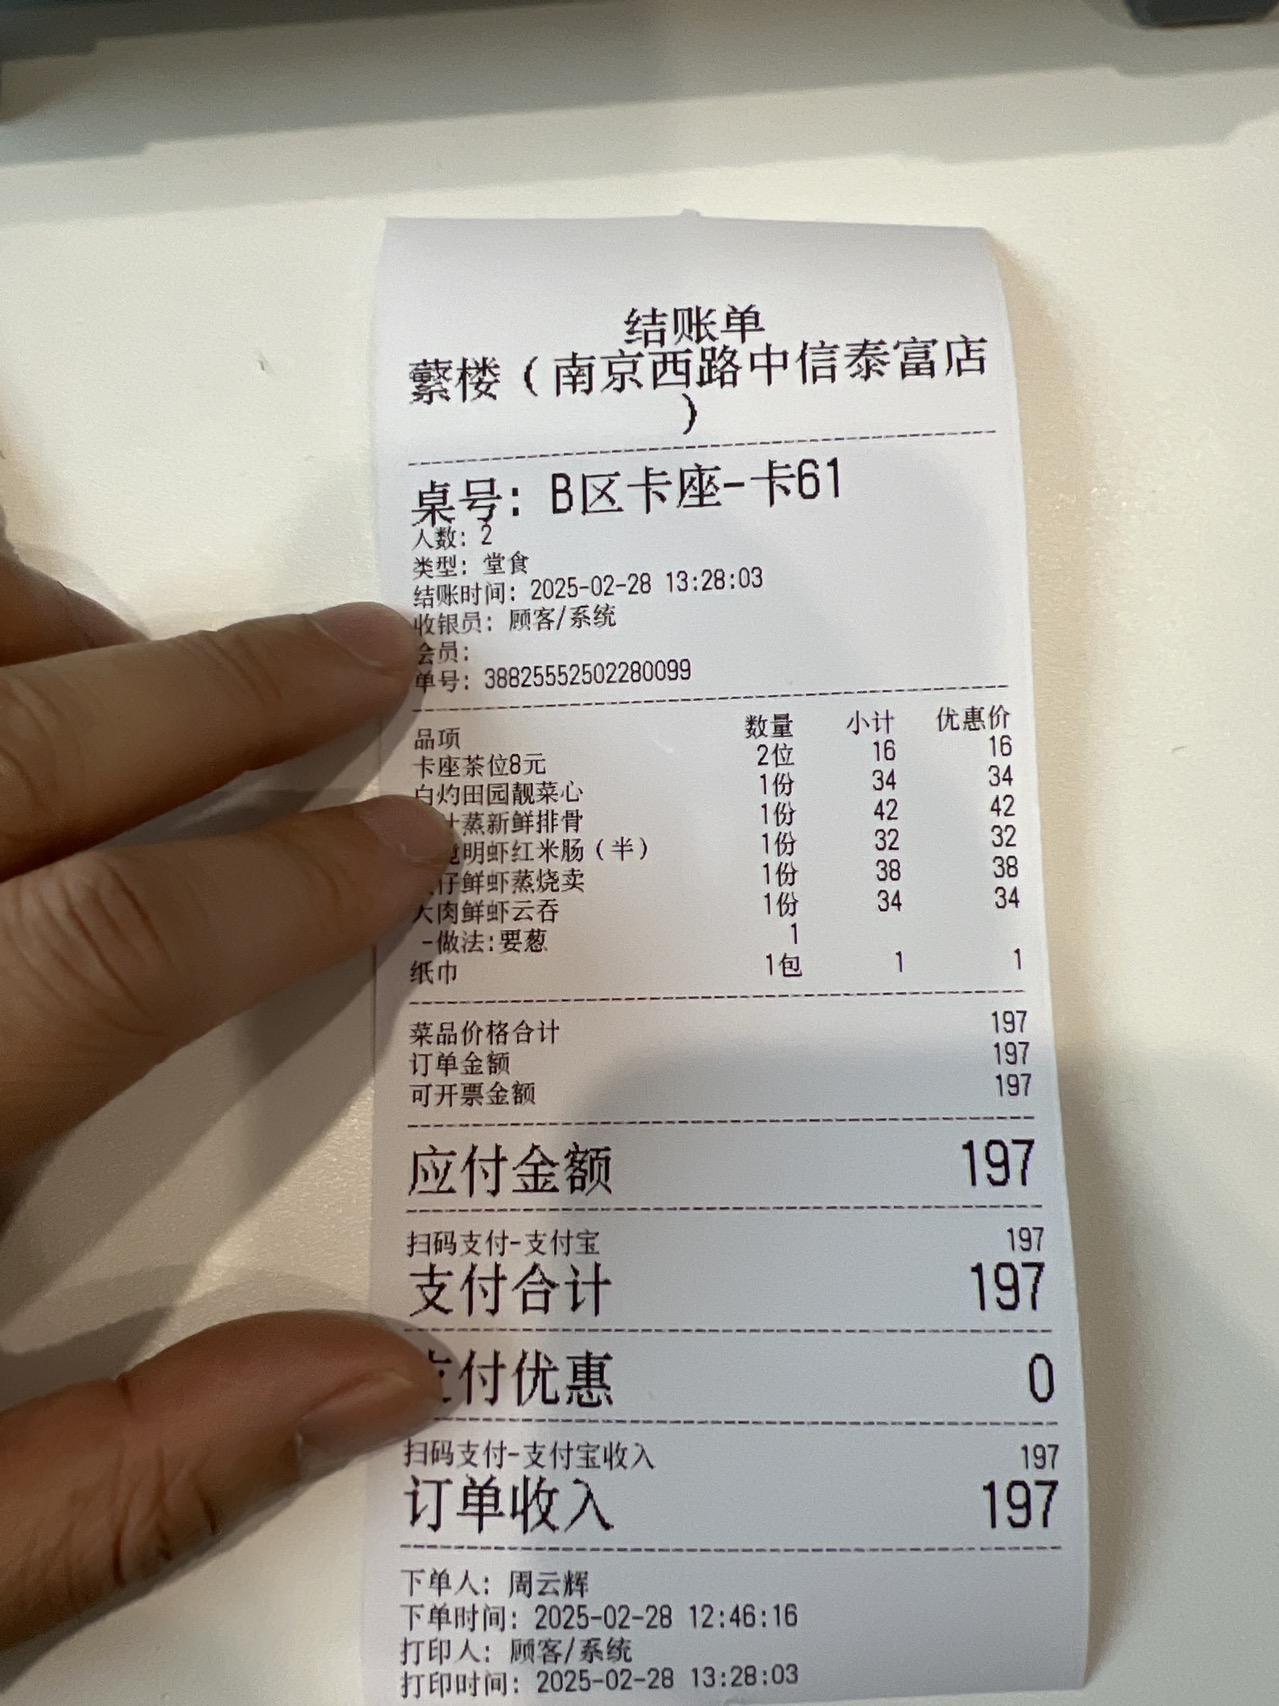 结账单
蘩楼（南京西路中信泰富店
）
桌号: B区卡座-卡61
人数: 2
类型: 堂食
结账时间: 2025-02-28 13:28:03
收银员: 顾客/系统
会员:
单号: 38825552502280099
品项 数量 小计 优惠价
卡座茶位8元 2位 16 16
白灼田园靓菜心 1份 34 34
汁蒸新鲜排骨 1份 42 42
明虾红米肠（半） 1份 32 32
仔鲜虾蒸烧卖 1份 38 38
大肉鲜虾云吞 1份 34 34
-做法:要葱 1
纸巾 1包 1 1
菜品价格合计 197
订单金额 197
可开票金额 197
应付金额 197
扫码支付-支付宝 197
支付合计 197
支付优惠 0
扫码支付-支付宝收入 197
订单收入 197
下单人: 周云辉
下单时间: 2025-02-28 12:46:16
打印人: 顾客/系统
打印时间: 2025-02-28 13:28:03